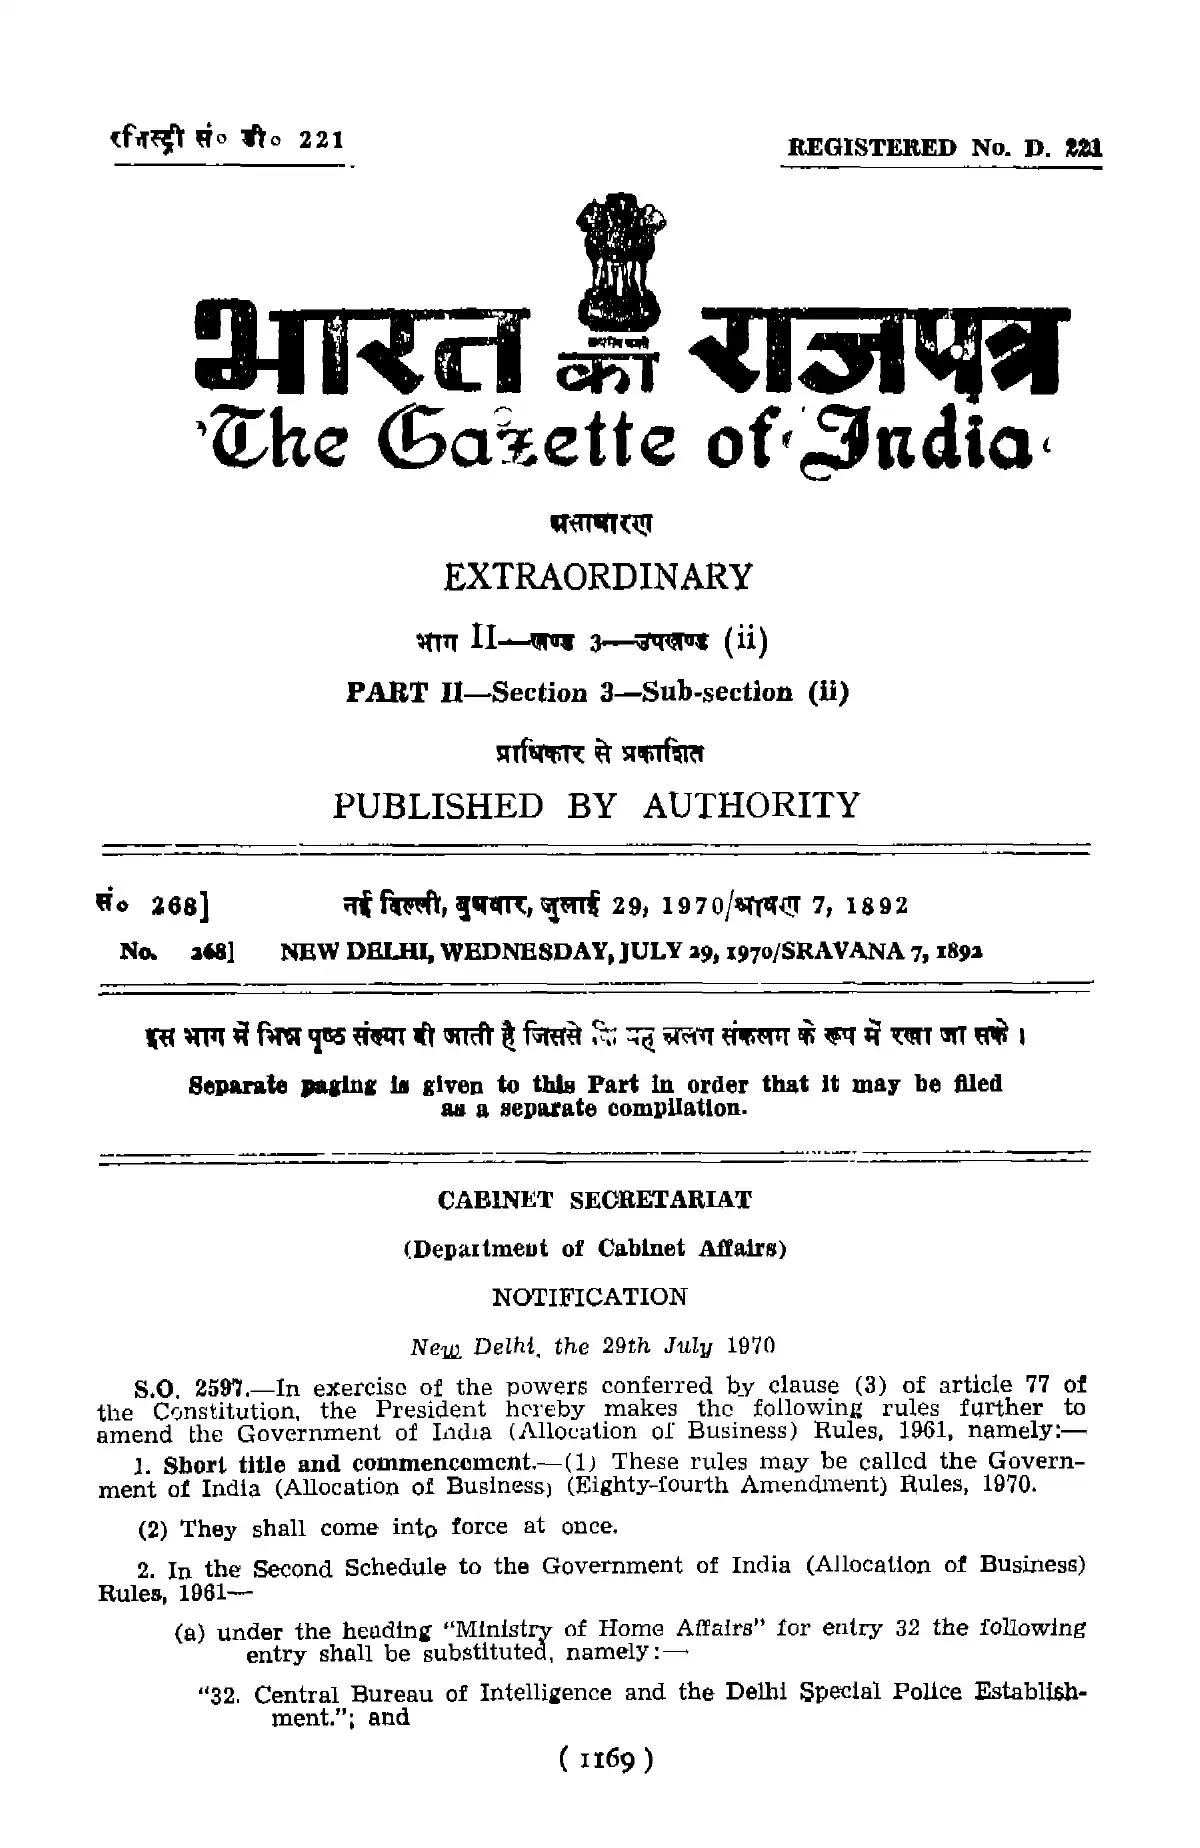 रजिस्ट्री सं० डी० 221
REGISTERED No. D. 221
भारत का राजपत्र
The Gazette of India
असाधारण
EXTRAORDINARY
भाग II—खण्ड 3—उपखण्ड (ii)
PART II—Section 3—Sub-section (ii)
प्राधिकार से प्रकाशित
PUBLISHED BY AUTHORITY
सं० 268] नई दिल्ली, बुधवार, जुलाई 29, 1970/श्रावण 7, 1892
No. 268] NEW DELHI, WEDNESDAY, JULY 29, 1970/SRAVANA 7, 1892
इस भाग में भिन्न पृष्ठ संख्या दी जाती है जिससे कि यह अलग संकलन के रूप में रखा जा सके ।
Separate paging is given to this Part in order that it may be filed
as a separate compilation.
CABINET SECRETARIAT
(Department of Cabinet Affairs)
NOTIFICATION
New Delhi, the 29th July 1970
S.O. 2597.—In exercise of the powers conferred by clause (3) of article 77 of
the Constitution, the President hereby makes the following rules further to
amend the Government of India (Allocation of Business) Rules, 1961, namely:—
1. Short title and commencement.—(1) These rules may be called the Govern-
ment of India (Allocation of Business) (Eighty-fourth Amendment) Rules, 1970.
(2) They shall come into force at once.
2. In the Second Schedule to the Government of India (Allocation of Business)
Rules, 1961—
(a) under the heading "Ministry of Home Affairs" for entry 32 the following
entry shall be substituted, namely:—
"32. Central Bureau of Intelligence and the Delhi Special Police Establish-
ment."; and
( 1169 )